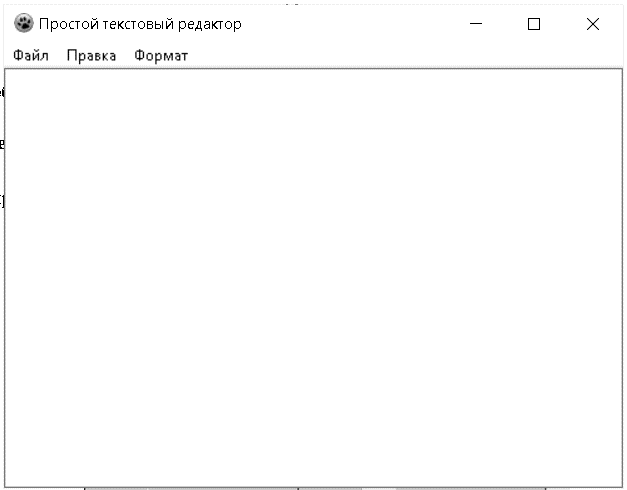 Простой текстовый редактор
Файл Правка Формат